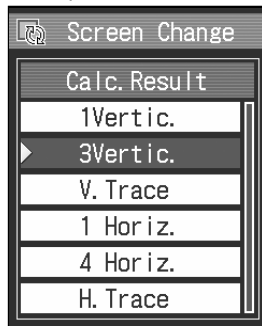 Screen Change
Calc.Result
1Vertic.
3Vertic.
V.Trace
1 Horiz.
4 Horiz.
H.Trace